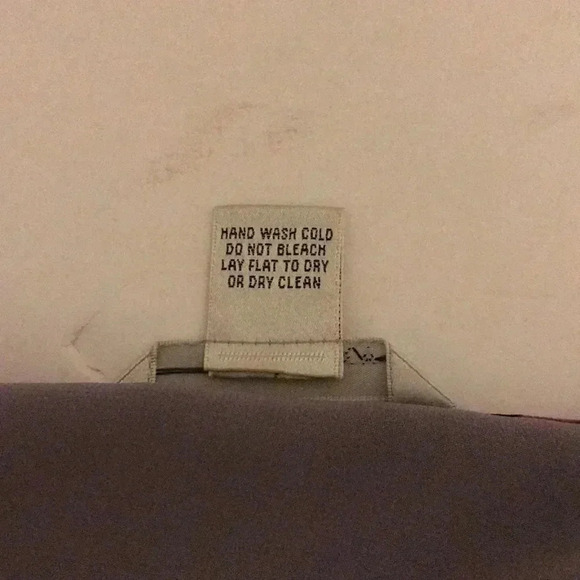 HAND WASH COLD
DO NOT BLEACH
LAY FLAT TO DRY
OR DRY CLEAN